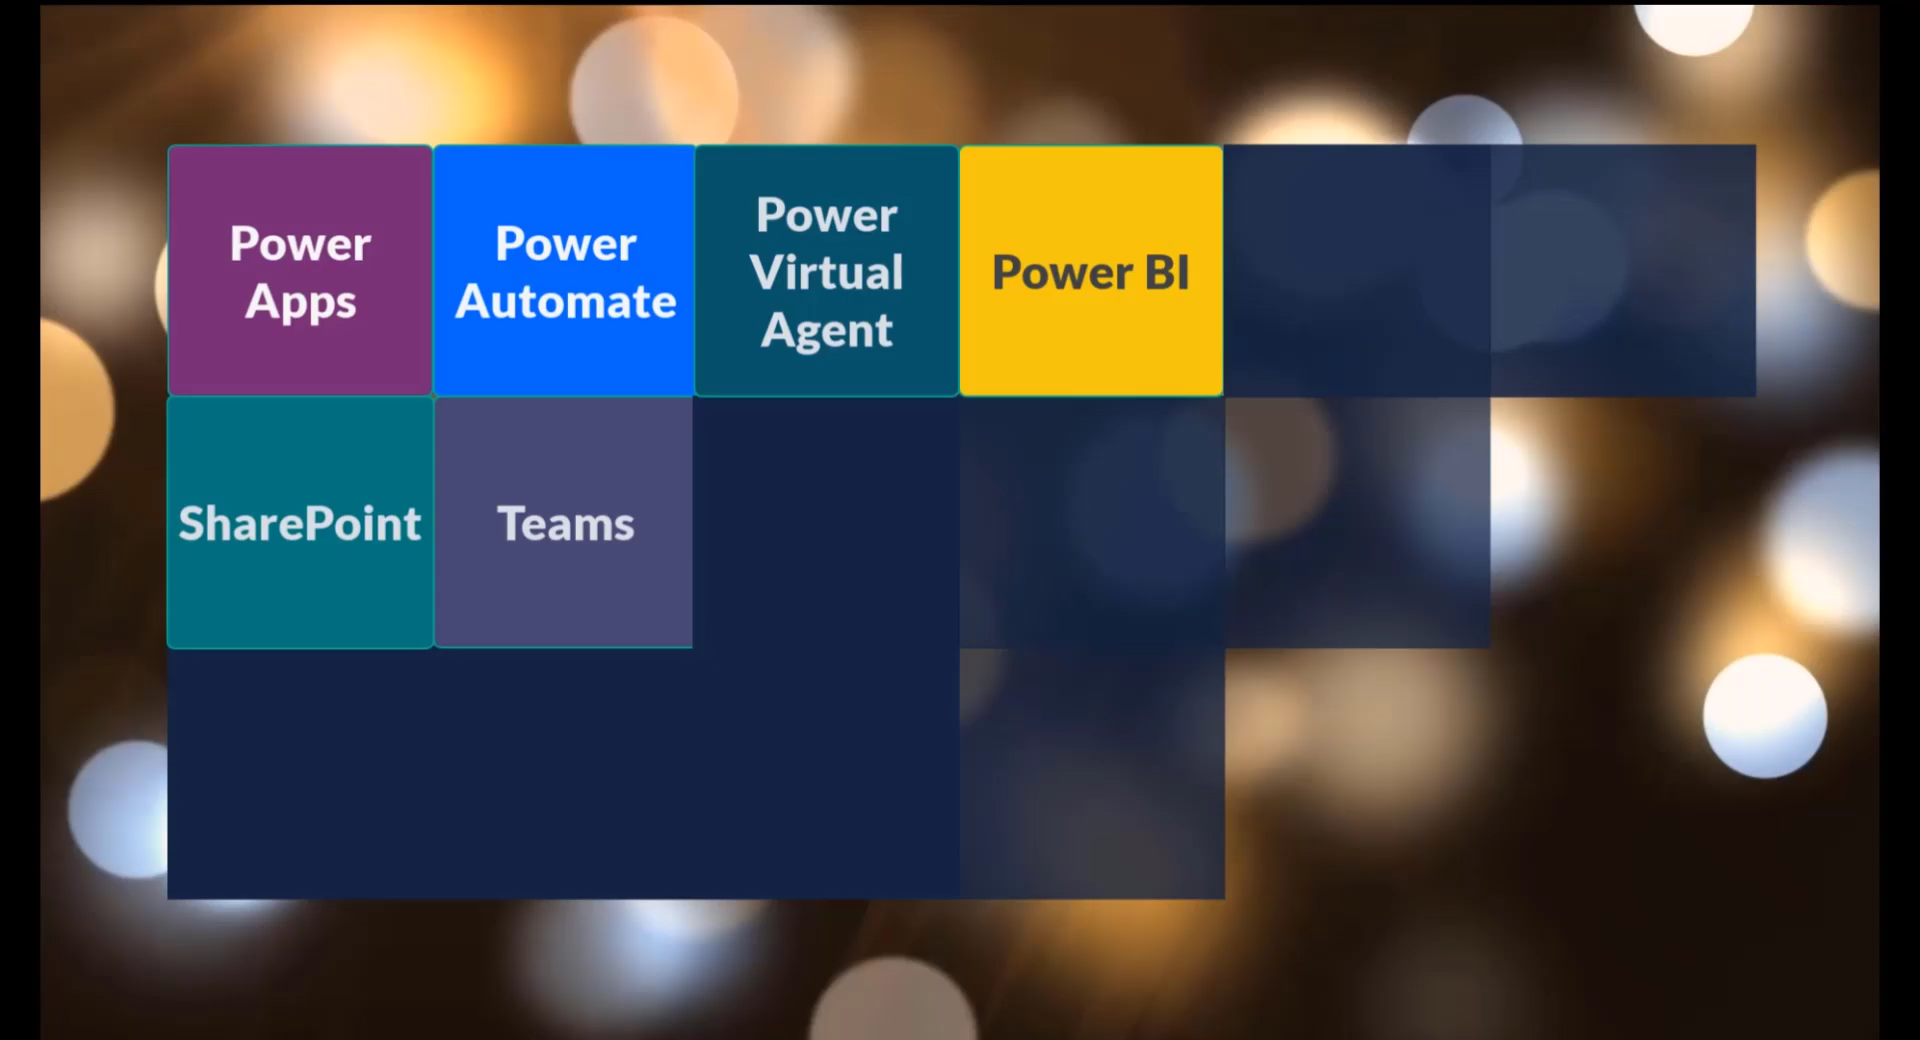 Power
Apps
Power
Automate
Power
Virtual
Agent
Power BI
SharePoint
Teams